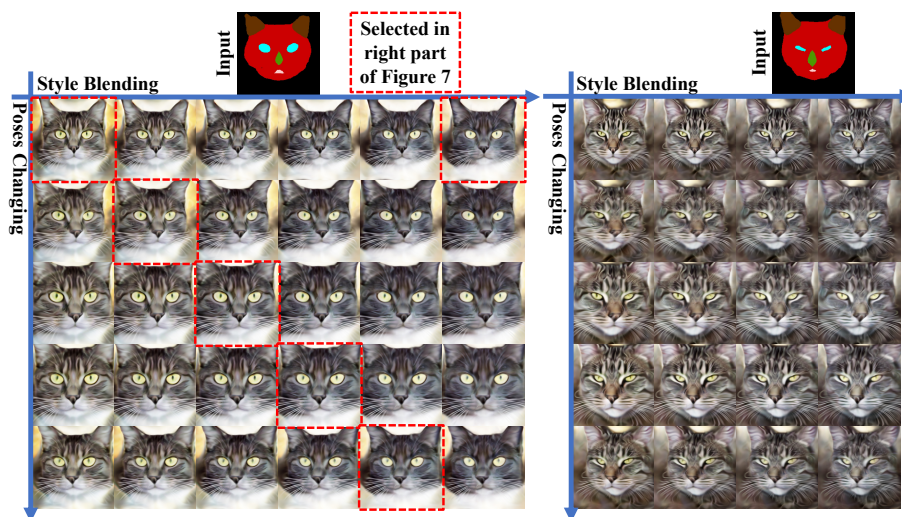 Input
Selected in
right part
of Figure 7
Style Blending
Poses Changing
Input
Style Blending
Poses Changing